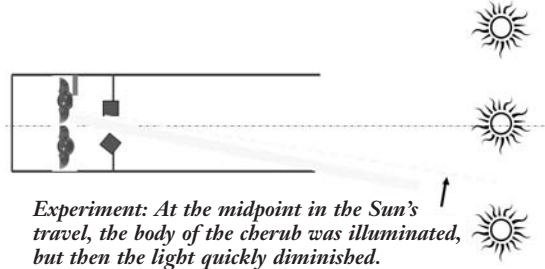 Experiment: At the midpoint in the Sun's
travel, the body of the cherub was illuminated,
but then the light quickly diminished.